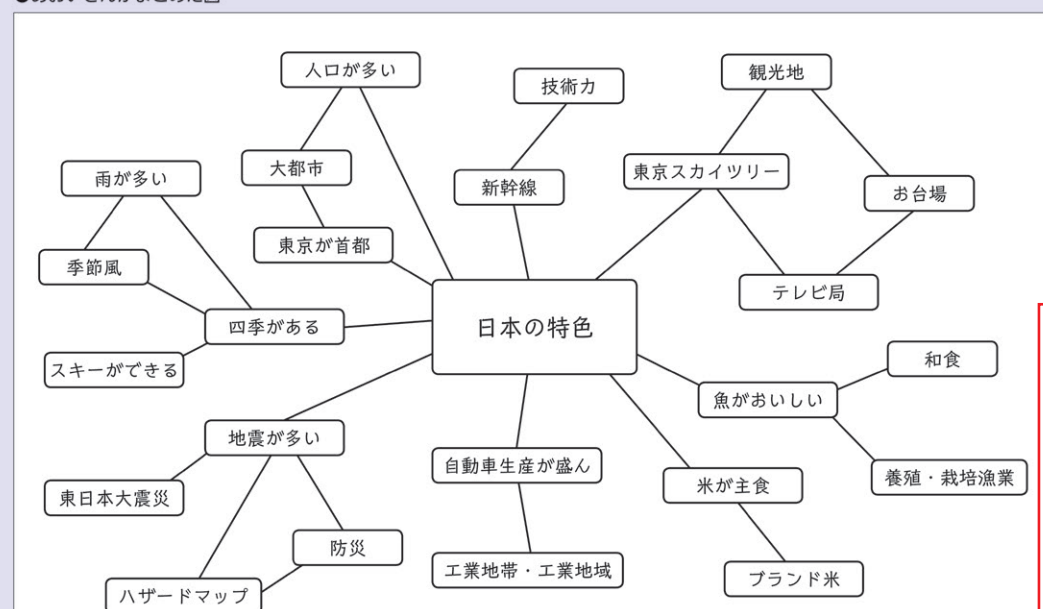 人口が多い
技術力
観光地
大都市
東京スカイツリー
雨が多い
新幹線
お台場
東京が首都
季節風
テレビ局
四季がある
日本の特色
スキーができる
和食
魚がおいしい
地震が多い
自動車生産が盛ん
米が主食
養殖・栽培漁業
東日本大震災
防災
工業地帯・工業地域
ブランド米
ハザードマップ